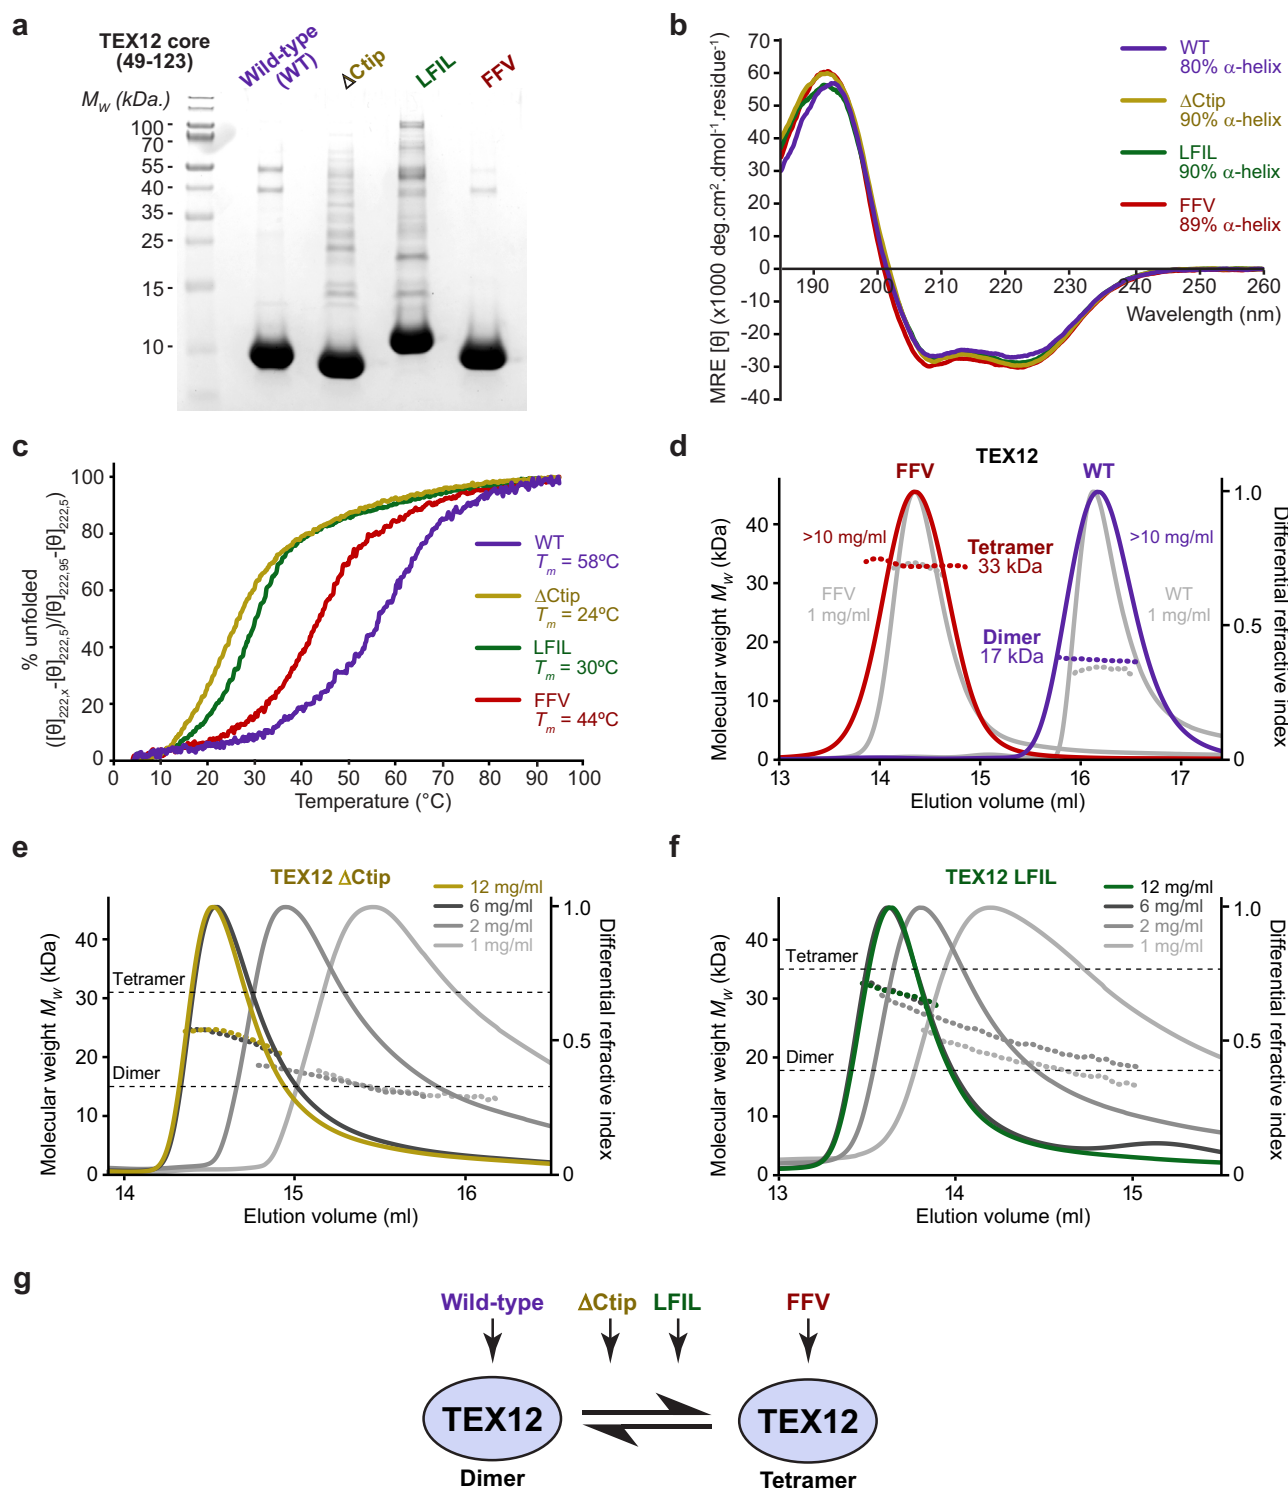 a
TEX12 core
(49-123)
Wild-type
(WT)
ΔCtip
LFIL
FFV
Mw (kDa.)
100
70
55
40
35
25
15
10
b
MRE [θ] (x1000 deg.cm².dmol⁻¹.residue⁻¹)
70
60
50
40
30
20
10
0
-10
-20
-30
-40
190
200
210
220
230
240
250
260
Wavelength (nm)
WT
80% α-helix
ΔCtip
90% α-helix
LFIL
90% α-helix
FFV
89% α-helix
c
% unfolded
([θ]222,x-[θ]222,5)/[θ]222,95-[θ]222,5)
100
80
60
40
20
0
0 10 20 30 40 50 60 70 80 90 100
Temperature (°C)
WT
Tm = 58ºC
ΔCtip
Tm = 24ºC
LFIL
Tm = 30ºC
FFV
Tm = 44ºC
d
TEX12
FFV
WT
Molecular weight Mw (kDa)
40
30
20
10
0
>10 mg/ml
FFV
1 mg/ml
Tetramer
33 kDa
Dimer
17 kDa
>10 mg/ml
WT
1 mg/ml
1.0
0.5
0
Differential refractive index
13 14 15 16 17
Elution volume (ml)
e
TEX12 ΔCtip
12 mg/ml
6 mg/ml
2 mg/ml
1 mg/ml
Molecular weight Mw (kDa)
40
30
20
10
0
Tetramer
Dimer
1.0
0.5
0
Differential refractive index
14 15 16
Elution volume (ml)
f
TEX12 LFIL
12 mg/ml
6 mg/ml
2 mg/ml
1 mg/ml
Molecular weight Mw (kDa)
40
30
20
10
0
Tetramer
Dimer
1.0
0.5
0
Differential refractive index
13 14 15
Elution volume (ml)
g
Wild-type ΔCtip LFIL FFV
TEX12 TEX12
Dimer Tetramer